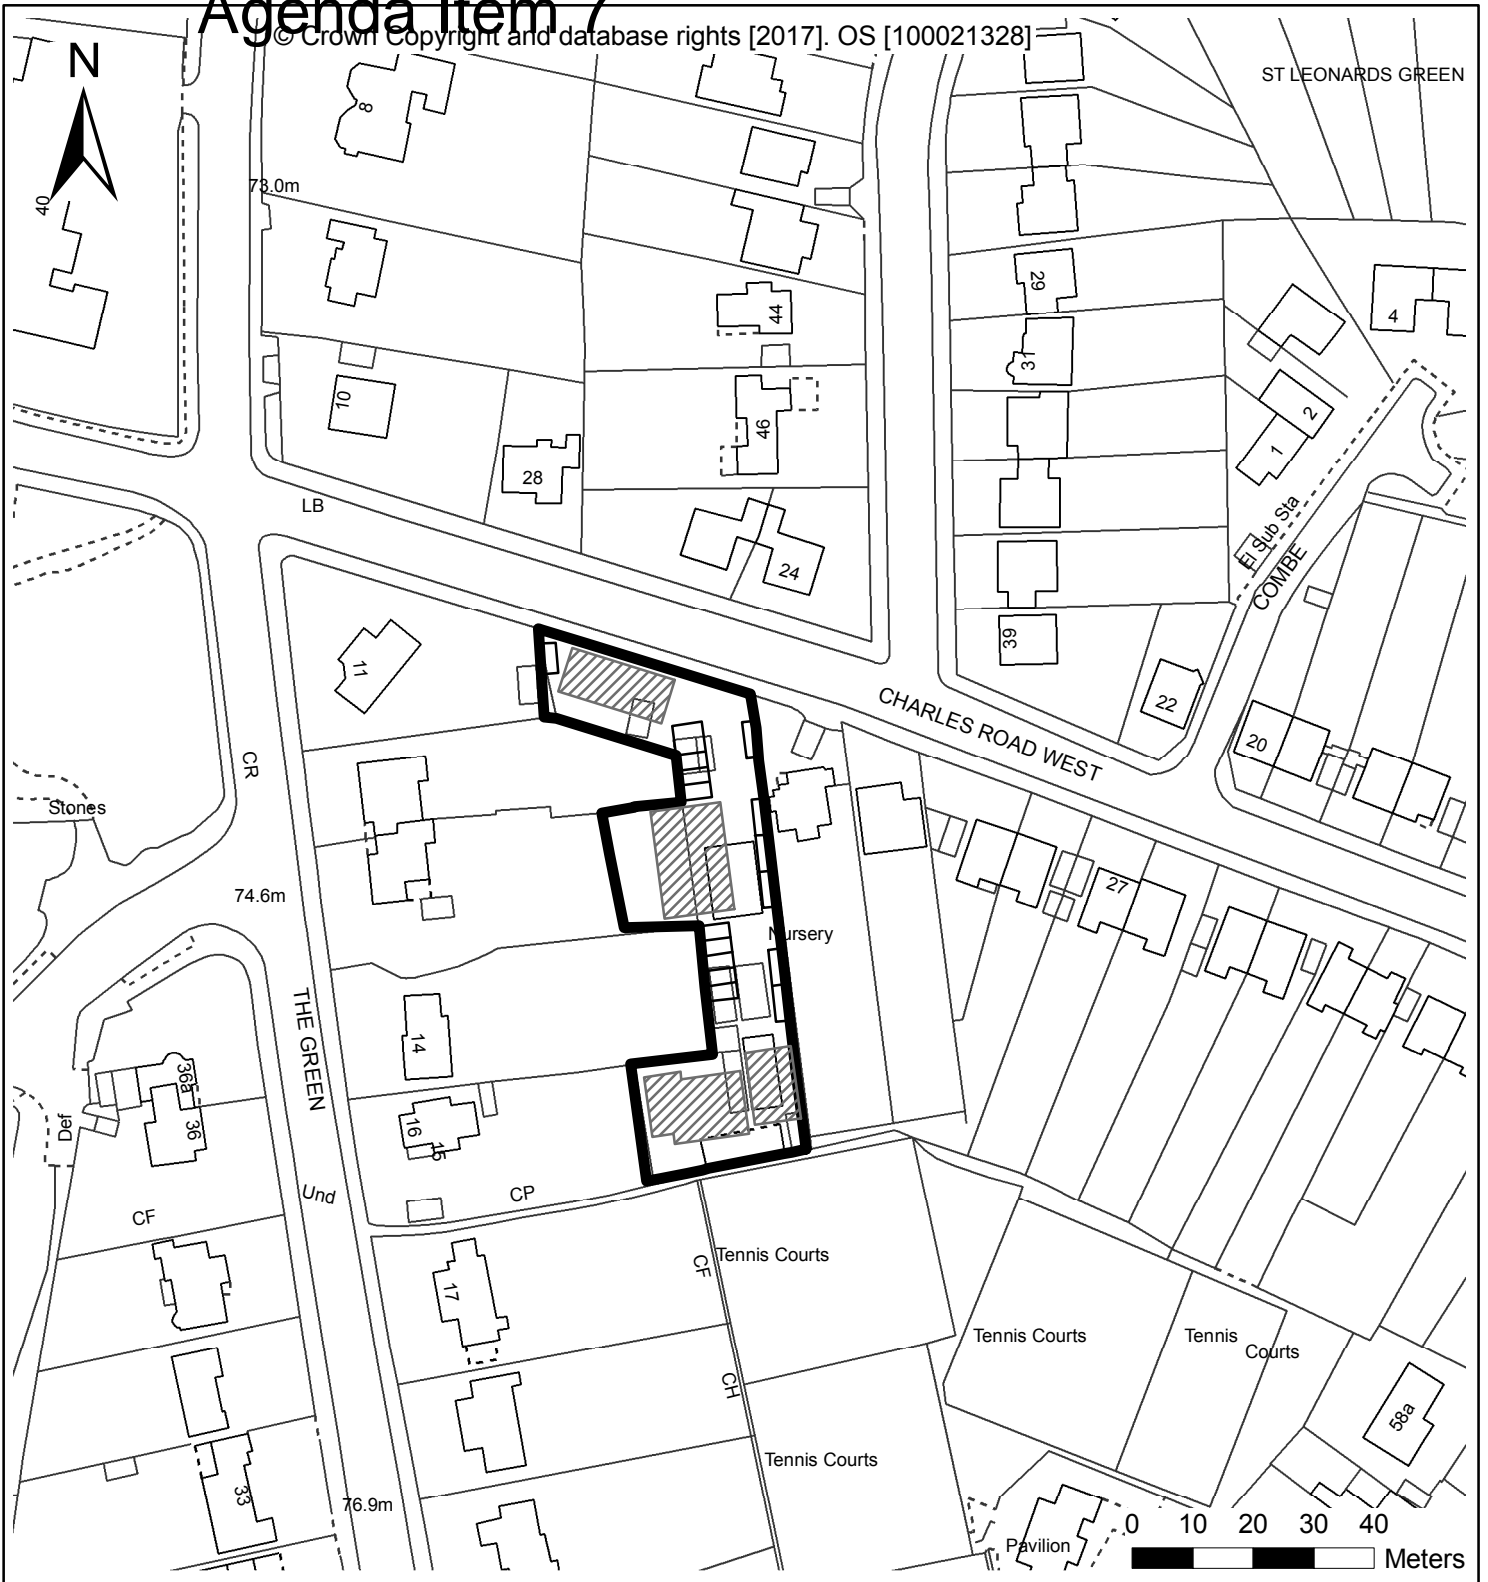 Agenda Item 7
© Crown Copyright and database rights [2017]. OS [100021328]
N
ST LEONARDS GREEN
8
73.0m
40
29
44
4
31
10
2
46
1
28
LB
El Sub Sta
24
COMBE
39
11
22
CHARLES ROAD WEST
20
CR
Stones
27
74.6m
Nursery
THE GREEN
14
36a
Def
36
16
15
Und
CP
CF
CF
Tennis Courts
17
Tennis Courts
Tennis
Courts
CH
58a
Tennis Courts
33
76.9m
Pavilion
0 10 20 30 40
Meters